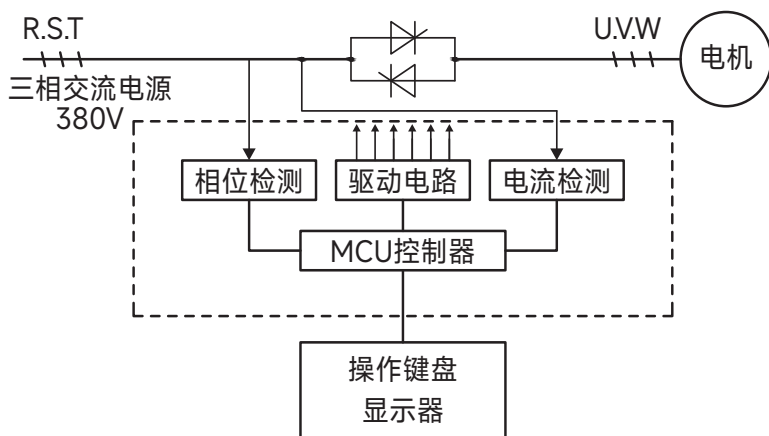 R.S.T
U.V.W
电机
三相交流电源
380V
相位检测
驱动电路
电流检测
MCU控制器
操作键盘
显示器